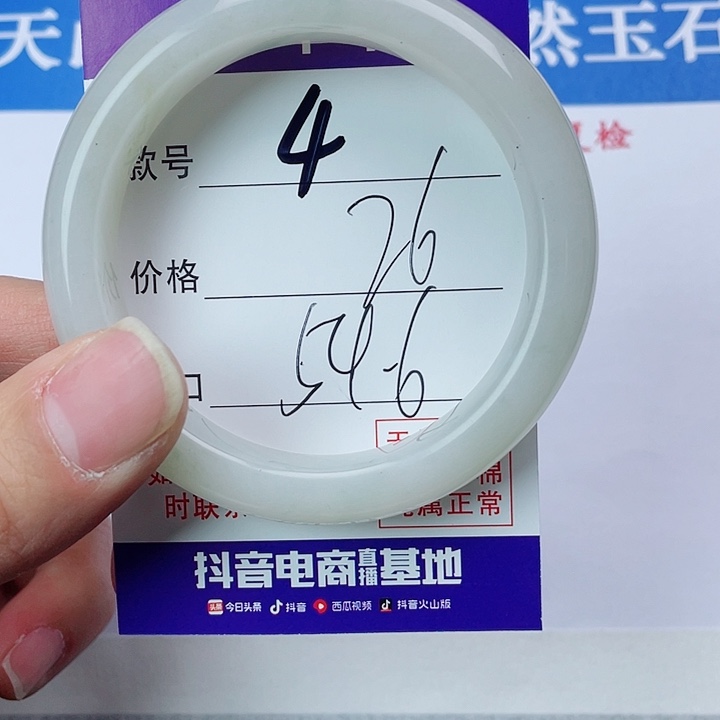 然玉石
复检
款号 4
价格 26
口 54.6
时联
属正常
抖音电商直播基地
今日头条 抖音 西瓜视频 抖音火山版